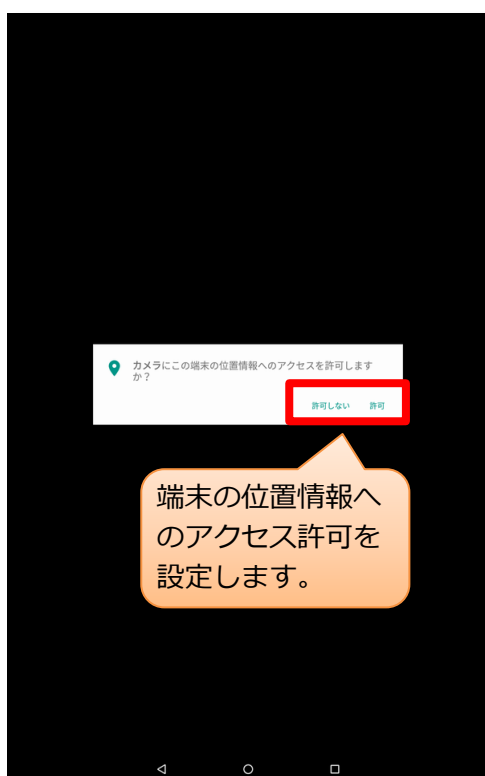 カメラにこの端末の位置情報へのアクセスを許可します
か？
許可しない 許可
端末の位置情報へ
のアクセス許可を
設定します。